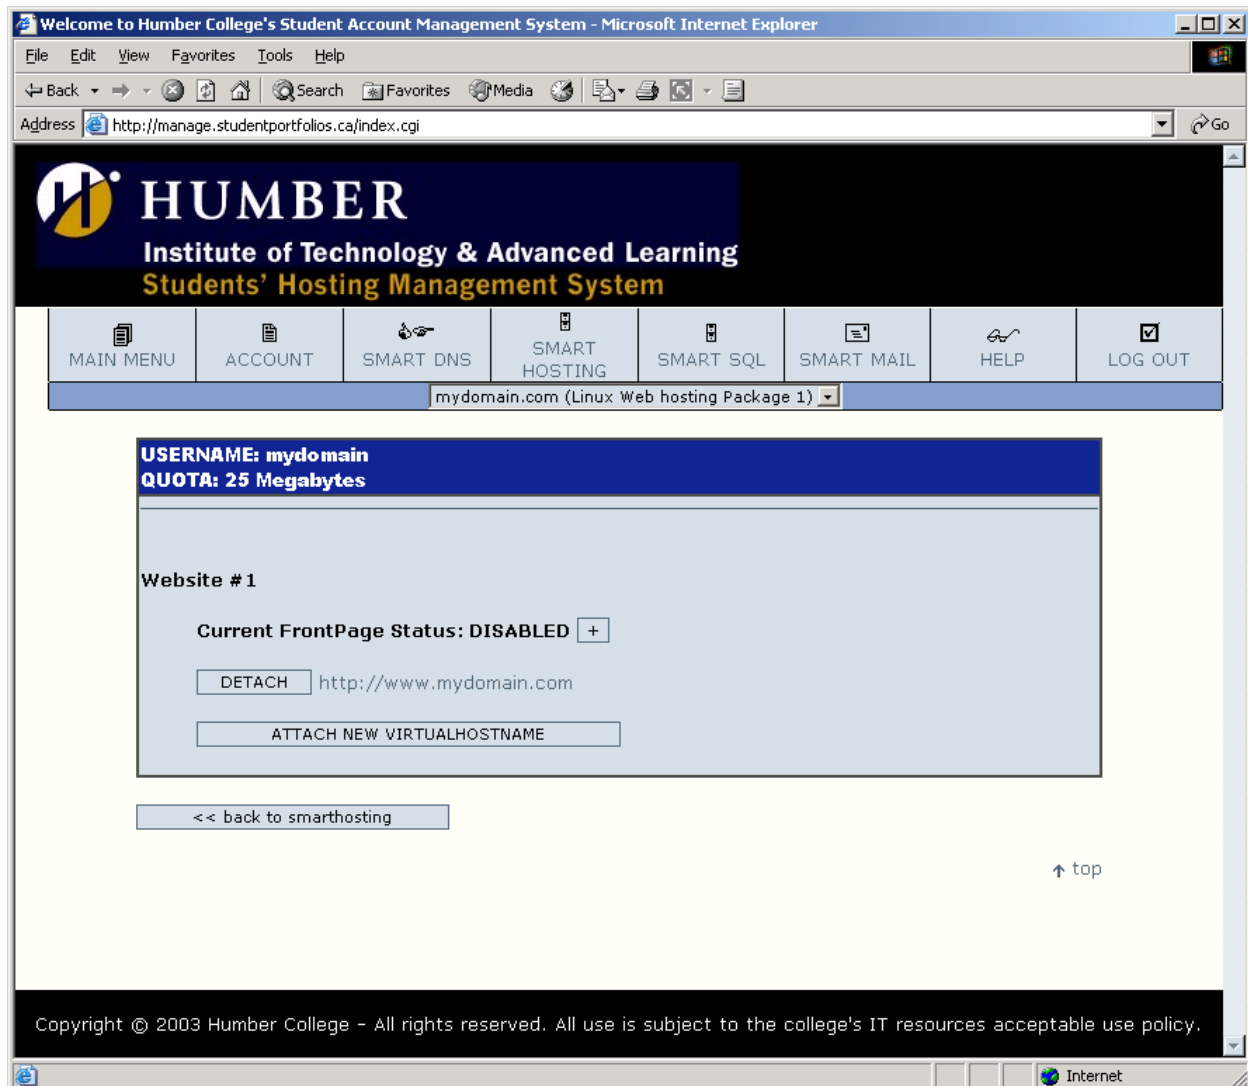 Welcome to Humber College's Student Account Management System - Microsoft Internet Explorer
File Edit View Favorites Tools Help
Back Search Favorites Media
Address http://manage.studentportfolios.ca/index.cgi Go
HUMBER
Institute of Technology & Advanced Learning
Students' Hosting Management System
MAIN MENU ACCOUNT SMART DNS SMART HOSTING SMART SQL SMART MAIL HELP LOG OUT
mydomain.com (Linux Web hosting Package 1)
USERNAME: mydomain
QUOTA: 25 Megabytes
Website #1
Current FrontPage Status: DISABLED +
DETACH http://www.mydomain.com
ATTACH NEW VIRTUALHOSTNAME
<< back to smarthosting
top
Copyright © 2003 Humber College - All rights reserved. All use is subject to the college's IT resources acceptable use policy.
Internet